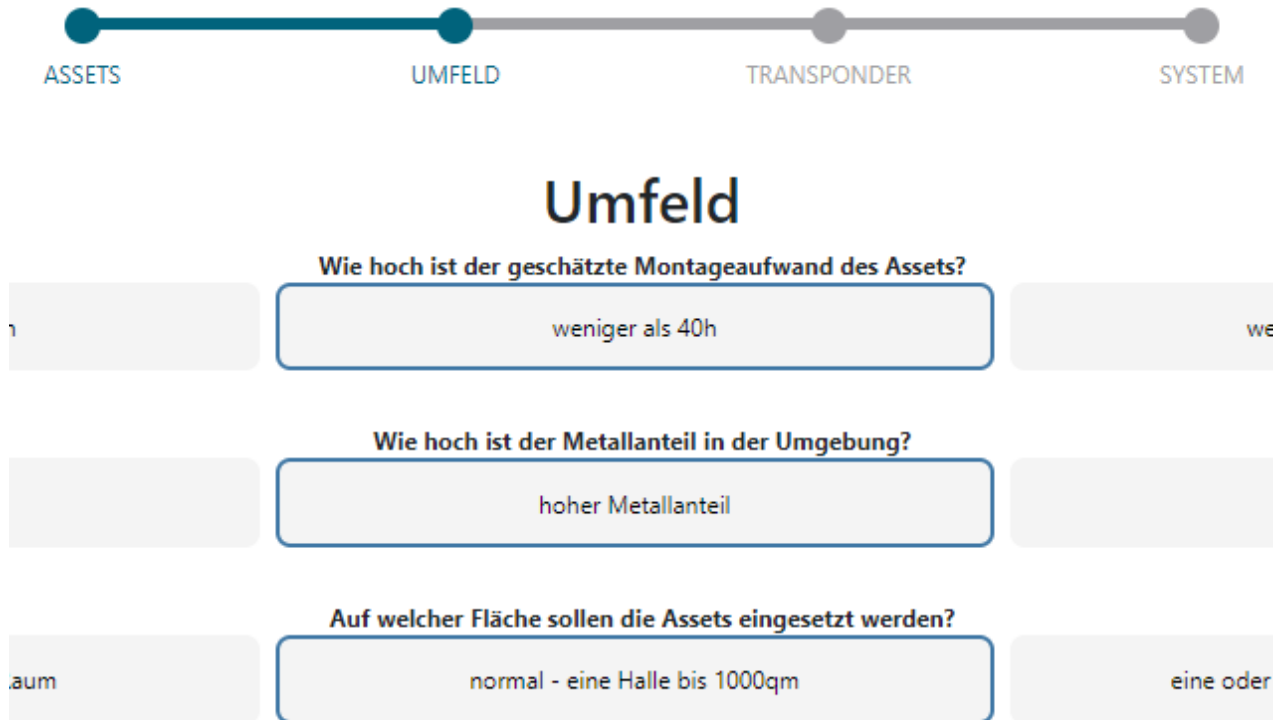 ASSETS UMFELD TRANSPONDER SYSTEM
Umfeld
Wie hoch ist der geschätzte Montageaufwand des Assets?
weniger als 40h
Wie hoch ist der Metallanteil in der Umgebung?
hoher Metallanteil
Auf welcher Fläche sollen die Assets eingesetzt werden?
normal - eine Halle bis 1000qm eine oder